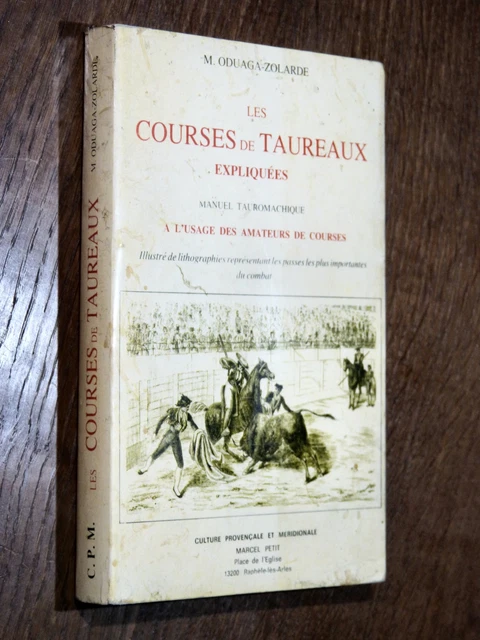 M. ODUAGA-ZOLARDE
LES
COURSES DE TAUREAUX
EXPLIQUÉES
MANUEL TAUROMACHIQUE
A L'USAGE DES AMATEURS DE COURSES
Illustré de lithographies représentant les passes les plus importantes
du combat
CULTURE PROVENÇALE ET MERIDIONALE
MARCEL PETIT
Place de l'Eglise
13200 Raphèle-lès-Arles
C. P. M. LES COURSES DE TAUREAUX M. ODUAGA-ZOLARDE